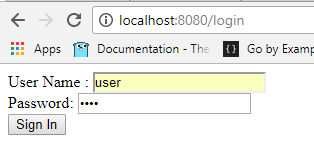 localhost:8080/login
Apps Documentation - The {} Go by Examp
User Name : user
Password: ••••
Sign In